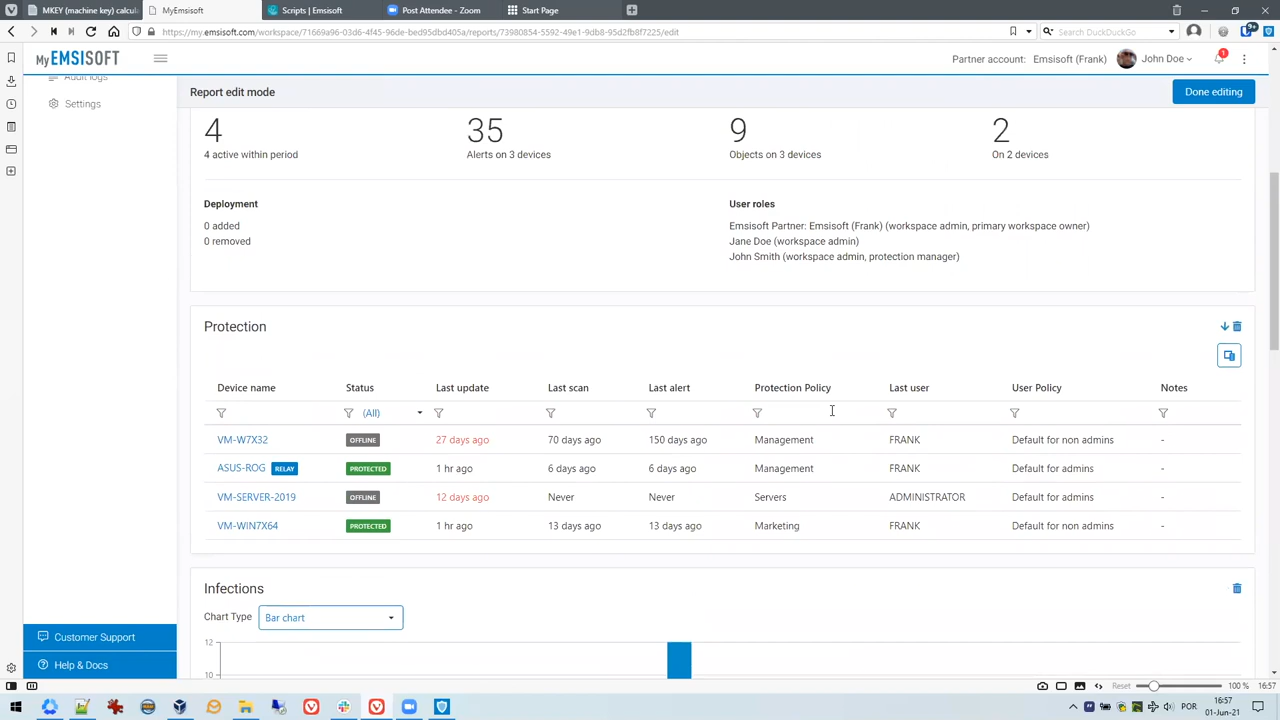 MKEY (machine key) calcula
MyEmsisoft
Scripts | Emsisoft
Post Attendee - Zoom
Start Page
https://my.emsisoft.com/workspace/71669a96-03d6-4f45-96de-bed95dbd405a/reports/73980854-5592-49e1-9db8-95d2fb8f7225/edit
Search DuckDuckGo
9+
My EMSISOFT
Partner account: Emsisoft (Frank)
John Doe
1
Audit logs
Settings
Report edit mode
Done editing
4
35
9
2
4 active within period
Alerts on 3 devices
Objects on 3 devices
On 2 devices
Deployment
0 added
0 removed
User roles
Emsisoft Partner: Emsisoft (Frank) (workspace admin, primary workspace owner)
Jane Doe (workspace admin)
John Smith (workspace admin, protection manager)
Protection
Device name Status Last update Last scan Last alert Protection Policy Last user User Policy Notes
(All)
VM-W7X32 OFFLINE 27 days ago 70 days ago 150 days ago Management FRANK Default for non admins -
ASUS-ROG RELAY PROTECTED 1 hr ago 6 days ago 6 days ago Management FRANK Default for admins -
VM-SERVER-2019 OFFLINE 12 days ago Never Never Servers ADMINISTRATOR Default for admins -
VM-WIN7X64 PROTECTED 1 hr ago 13 days ago 13 days ago Marketing FRANK Default for non admins -
Infections
Chart Type Bar chart
12
10
Customer Support
Help & Docs
Reset
100 %
16:57
POR
16:57
01-Jun-21